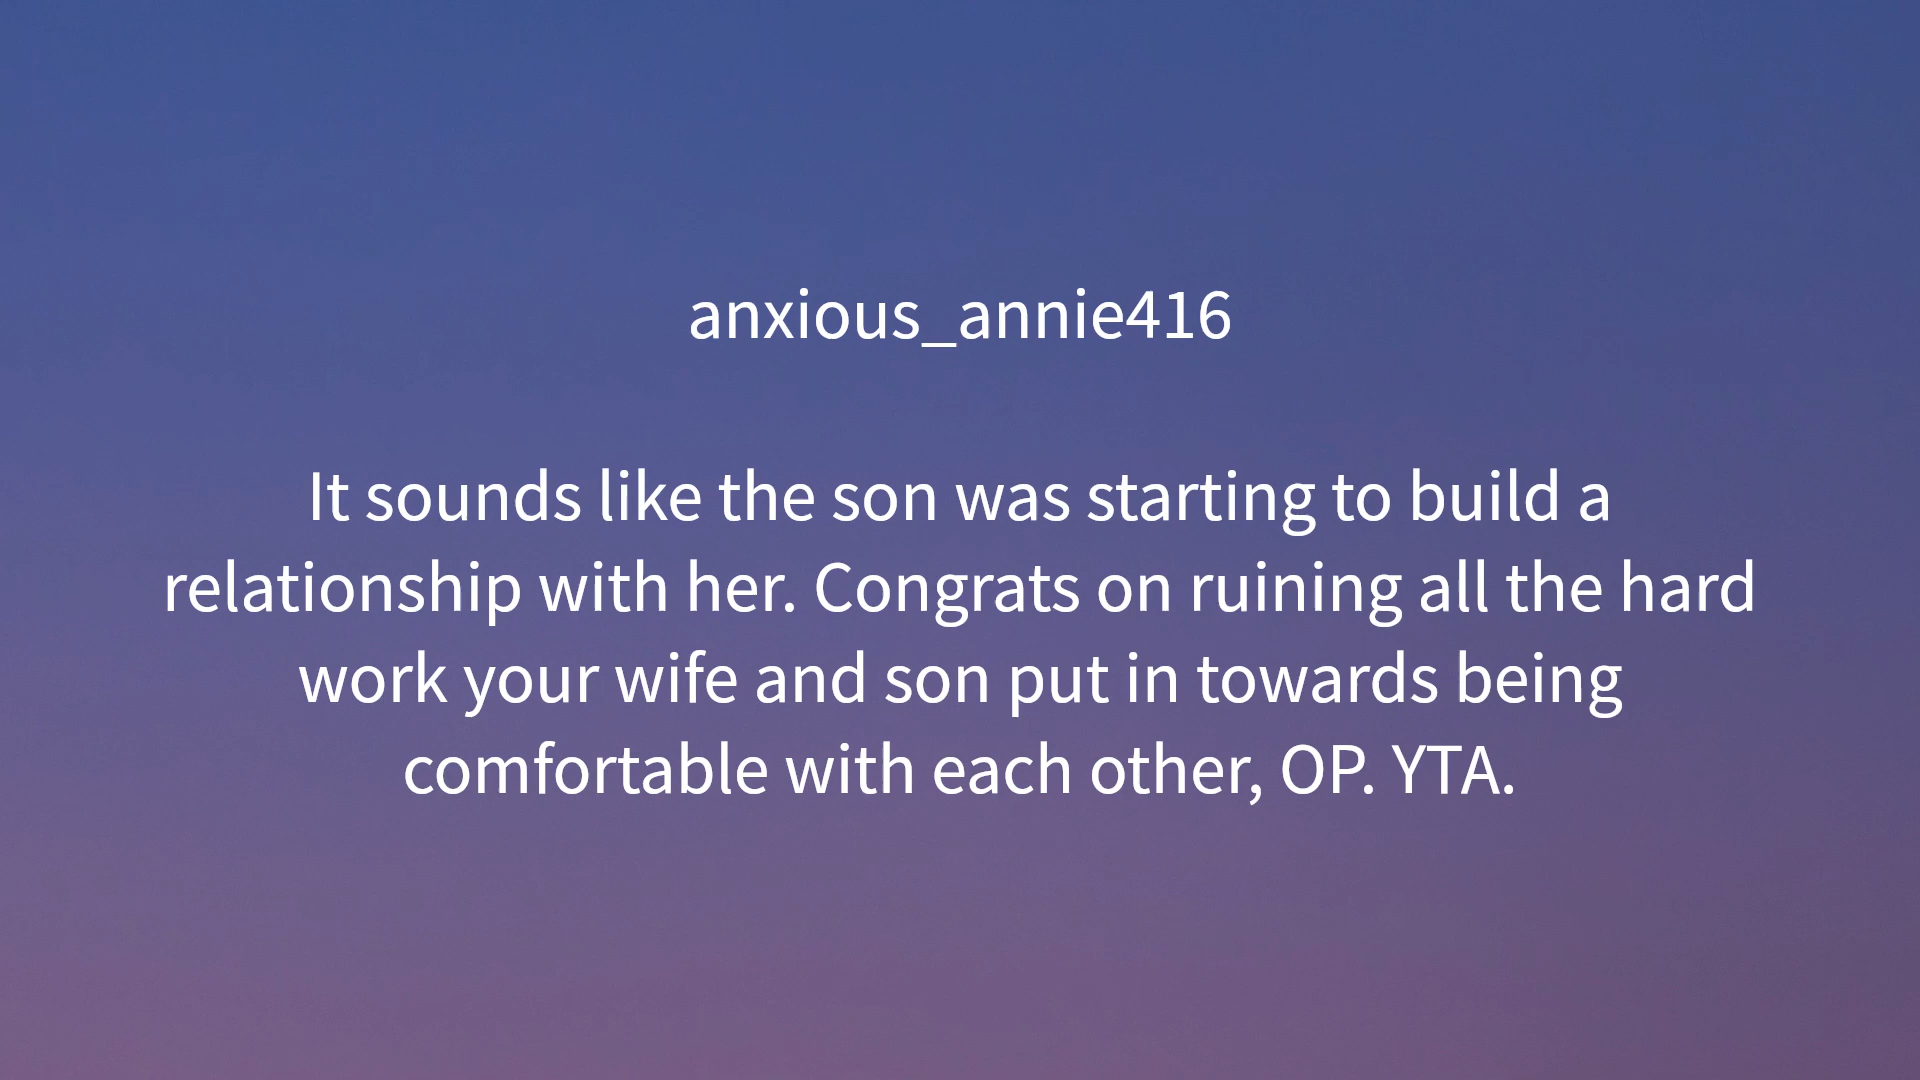 anxious_annie416
It sounds like the son was starting to build a
relationship with her. Congrats on ruining all the hard
work your wife and son put in towards being
comfortable with each other, OP. YTA.